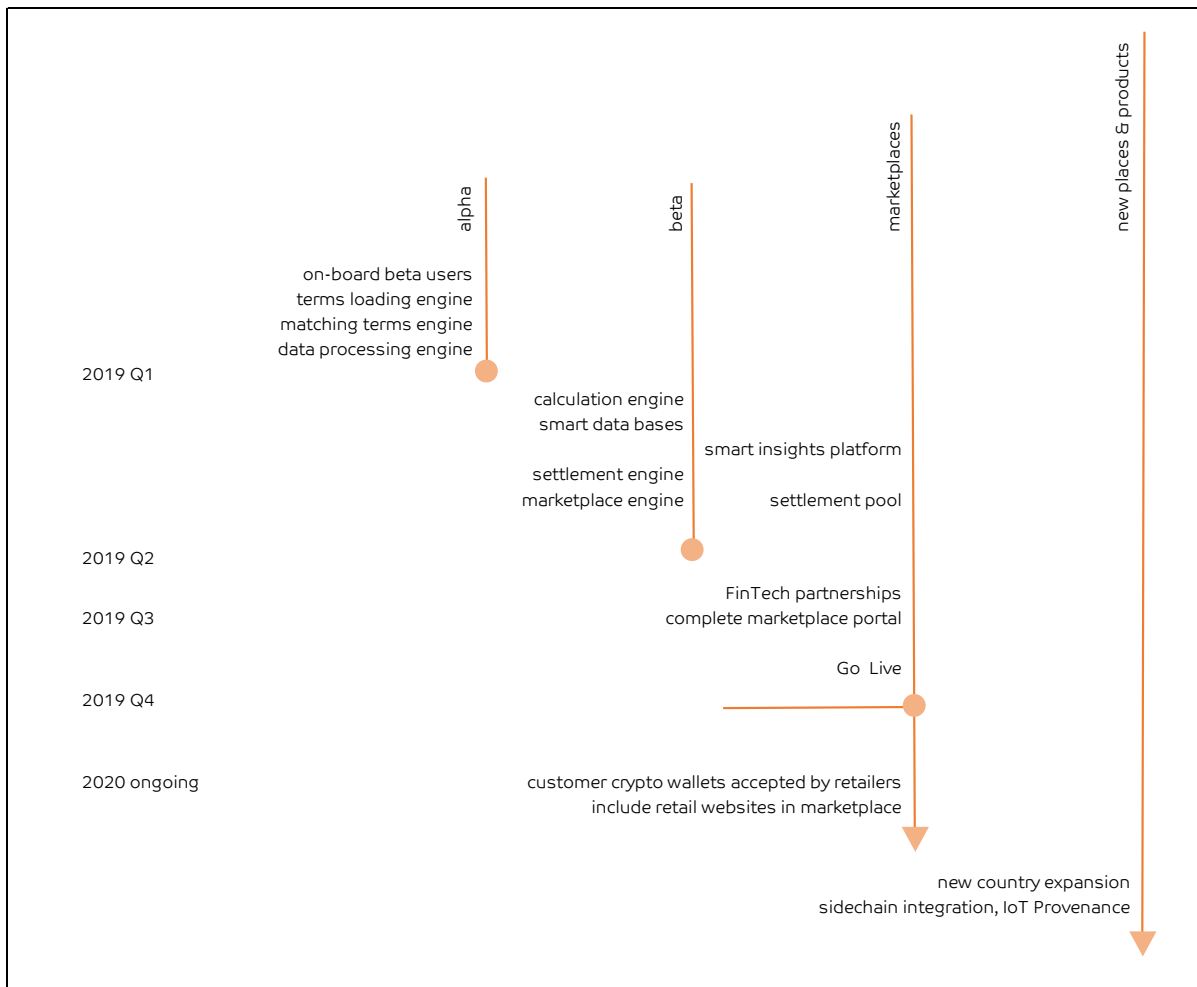 new places & products
marketplaces
alpha
beta
on-board beta users
terms loading engine
matching terms engine
data processing engine
2019 Q1
calculation engine
smart data bases
smart insights platform
settlement engine
marketplace engine
settlement pool
2019 Q2
FinTech partnerships
2019 Q3
complete marketplace portal
Go Live
2019 Q4
2020 ongoing
customer crypto wallets accepted by retailers
include retail websites in marketplace
new country expansion
sidechain integration, IoT Provenance